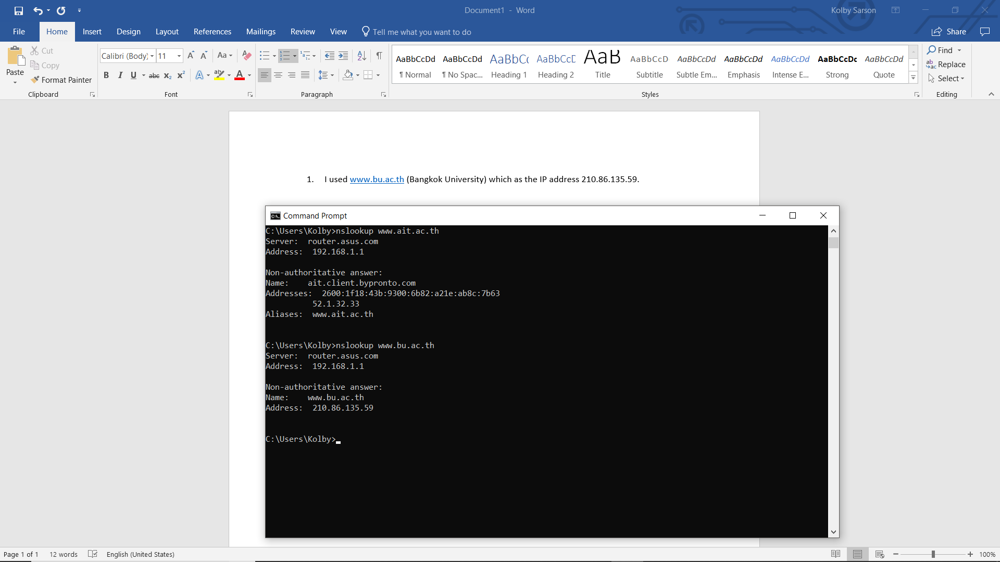 Document1 - Word
Kolby Sarson
File Home Insert Design Layout References Mailings Review View Tell me what you want to do
Share
Paste
Cut
Copy
Format Painter
Clipboard
Calibri (Body) 11
Aa
B I U abc x₂ x²
A
Font
Paragraph
AaBbCcDd AaBbCcDd AaBbC AaBbCcD AaB AaBbCcD AaBbCcDd AaBbCcDd AaBbCcDd AaBbCcDc AaBbCcDd
¶ Normal ¶ No Spac... Heading 1 Heading 2 Title Subtitle Subtle Em... Emphasis Intense E... Strong Quote
Styles
Find
Replace
Select
Editing
1. I used www.bu.ac.th (Bangkok University) which as the IP address 210.86.135.59.
Command Prompt
C:\Users\Kolby>nslookup www.ait.ac.th
Server: router.asus.com
Address: 192.168.1.1
Non-authoritative answer:
Name: ait.client.bypronto.com
Addresses: 2600:1f18:43b:9300:6b82:a21e:ab8c:7b63
52.1.32.33
Aliases: www.ait.ac.th
C:\Users\Kolby>nslookup www.bu.ac.th
Server: router.asus.com
Address: 192.168.1.1
Non-authoritative answer:
Name: www.bu.ac.th
Address: 210.86.135.59
C:\Users\Kolby>
Page 1 of 1 12 words English (United States)
100%